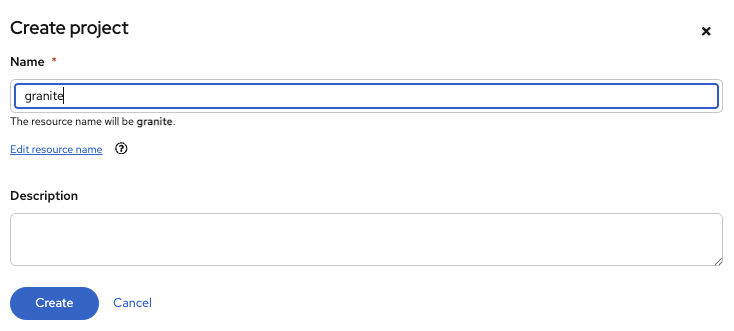 Create project
Name *
granite
The resource name will be granite.
Edit resource name
Description
Create Cancel